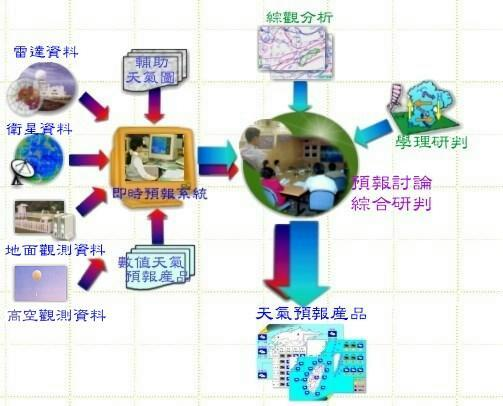 綜觀分析
雷達資料
輔助
天氣圖
衛星資料
學理研判
即時預報系統
預報討論
綜合研判
地面觀測資料
數值天氣
預報產品
高空觀測資料
天氣預報產品